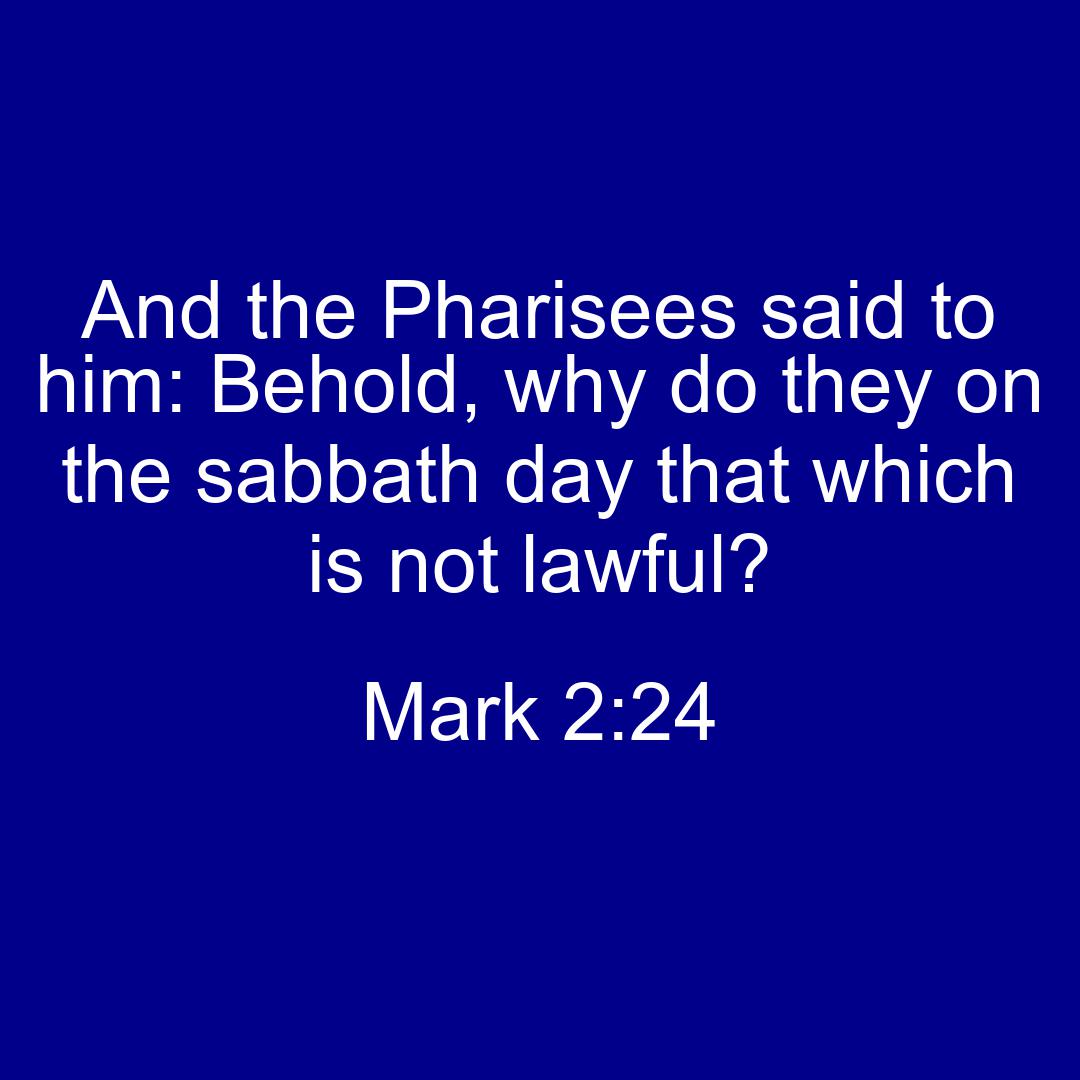 And the Pharisees said to
him: Behold, why do they on
the sabbath day that which
is not lawful?
Mark 2:24